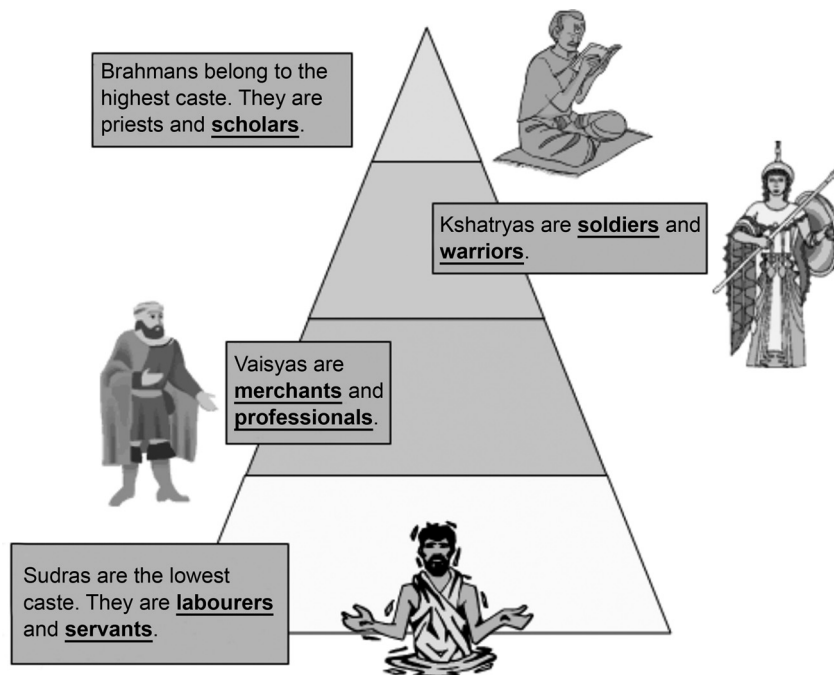 Brahmans belong to the
highest caste. They are
priests and scholars.
Kshatryas are soldiers and
warriors.
Vaisyas are
merchants and
professionals.
Sudras are the lowest
caste. They are labourers
and servants.